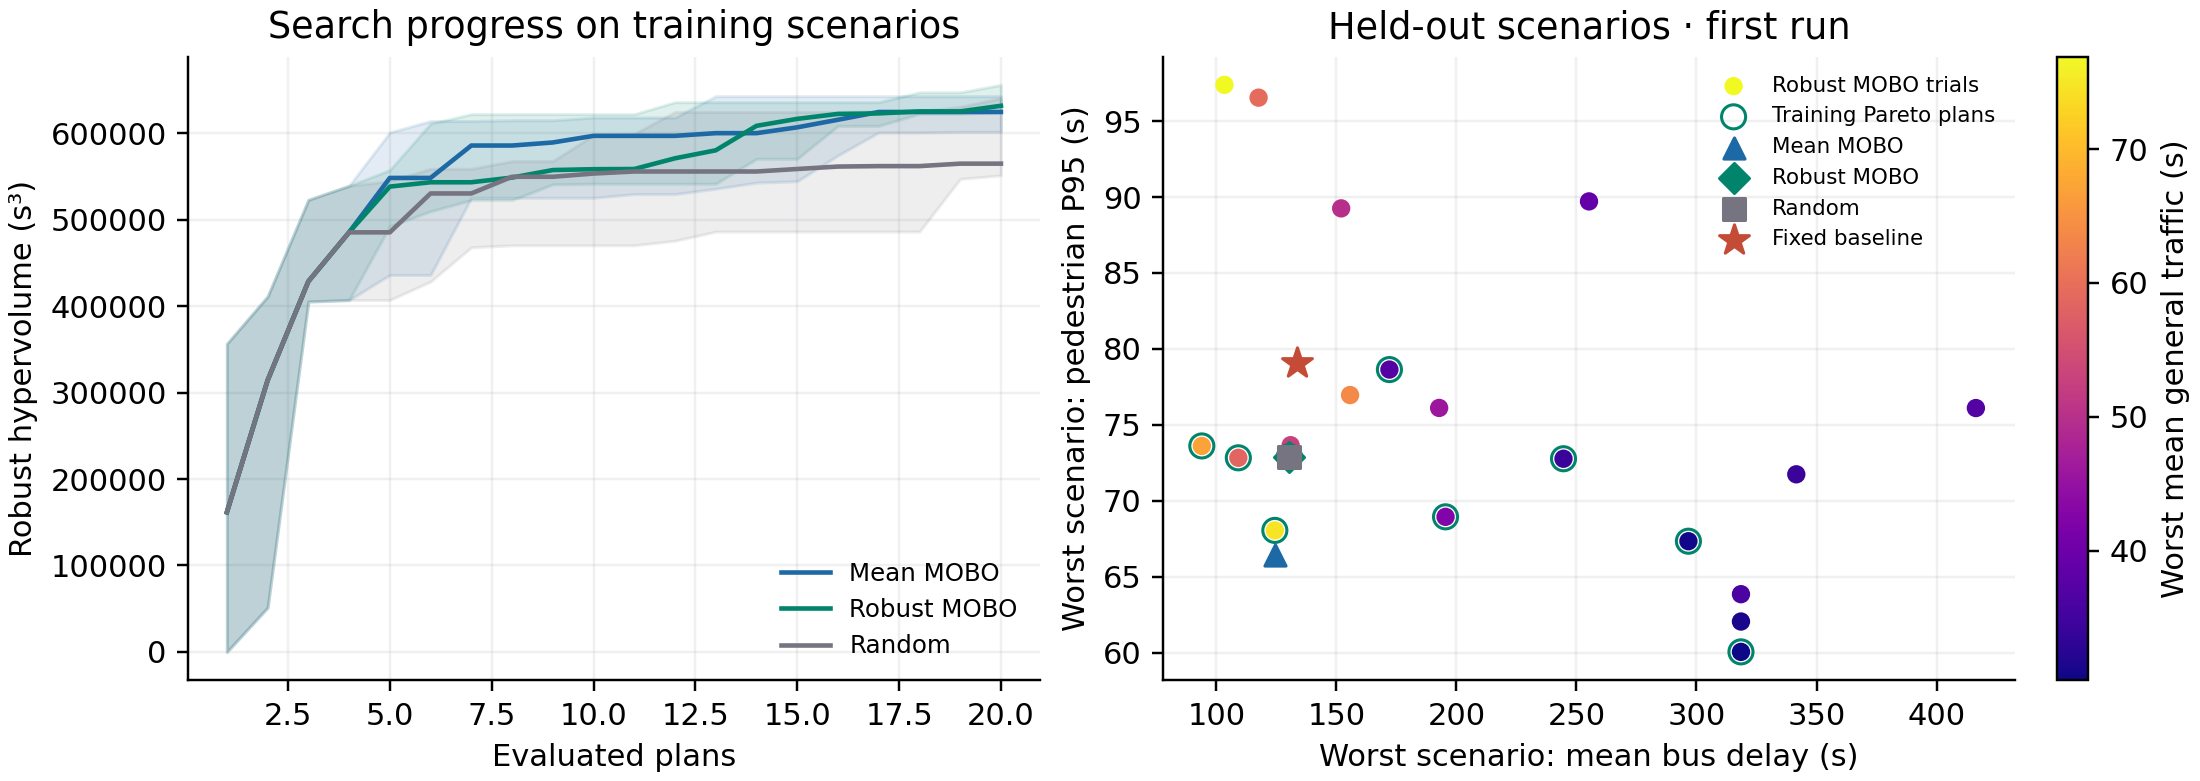 Search progress on training scenarios
Robust hypervolume (s³)
600000
500000
400000
300000
200000
100000
0
2.5
5.0
7.5
10.0
12.5
15.0
17.5
20.0
Evaluated plans
Mean MOBO
Robust MOBO
Random
Held-out scenarios · first run
Worst scenario: pedestrian P95 (s)
95
90
85
80
75
70
65
60
100
150
200
250
300
350
400
Worst scenario: mean bus delay (s)
Robust MOBO trials
Training Pareto plans
Mean MOBO
Robust MOBO
Random
Fixed baseline
70
60
50
40
Worst mean general traffic (s)